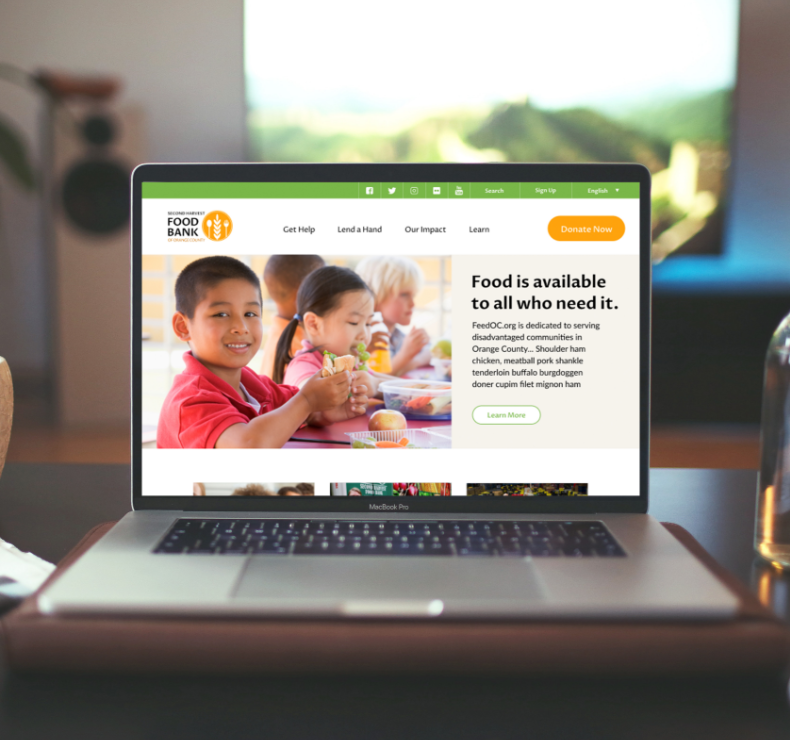 Search
Sign Up
English
SECOND HARVEST
FOOD
BANK
OF ORANGE COUNTY
Get Help
Lend a Hand
Our Impact
Learn
Donate Now
Food is available
to all who need it.
FeedOC.org is dedicated to serving
disadvantaged communities in
Orange County... Shoulder ham
chicken, meatball pork shankle
tenderloin buffalo burgdoggen
doner cupim filet mignon ham
Learn More
MacBook Pro